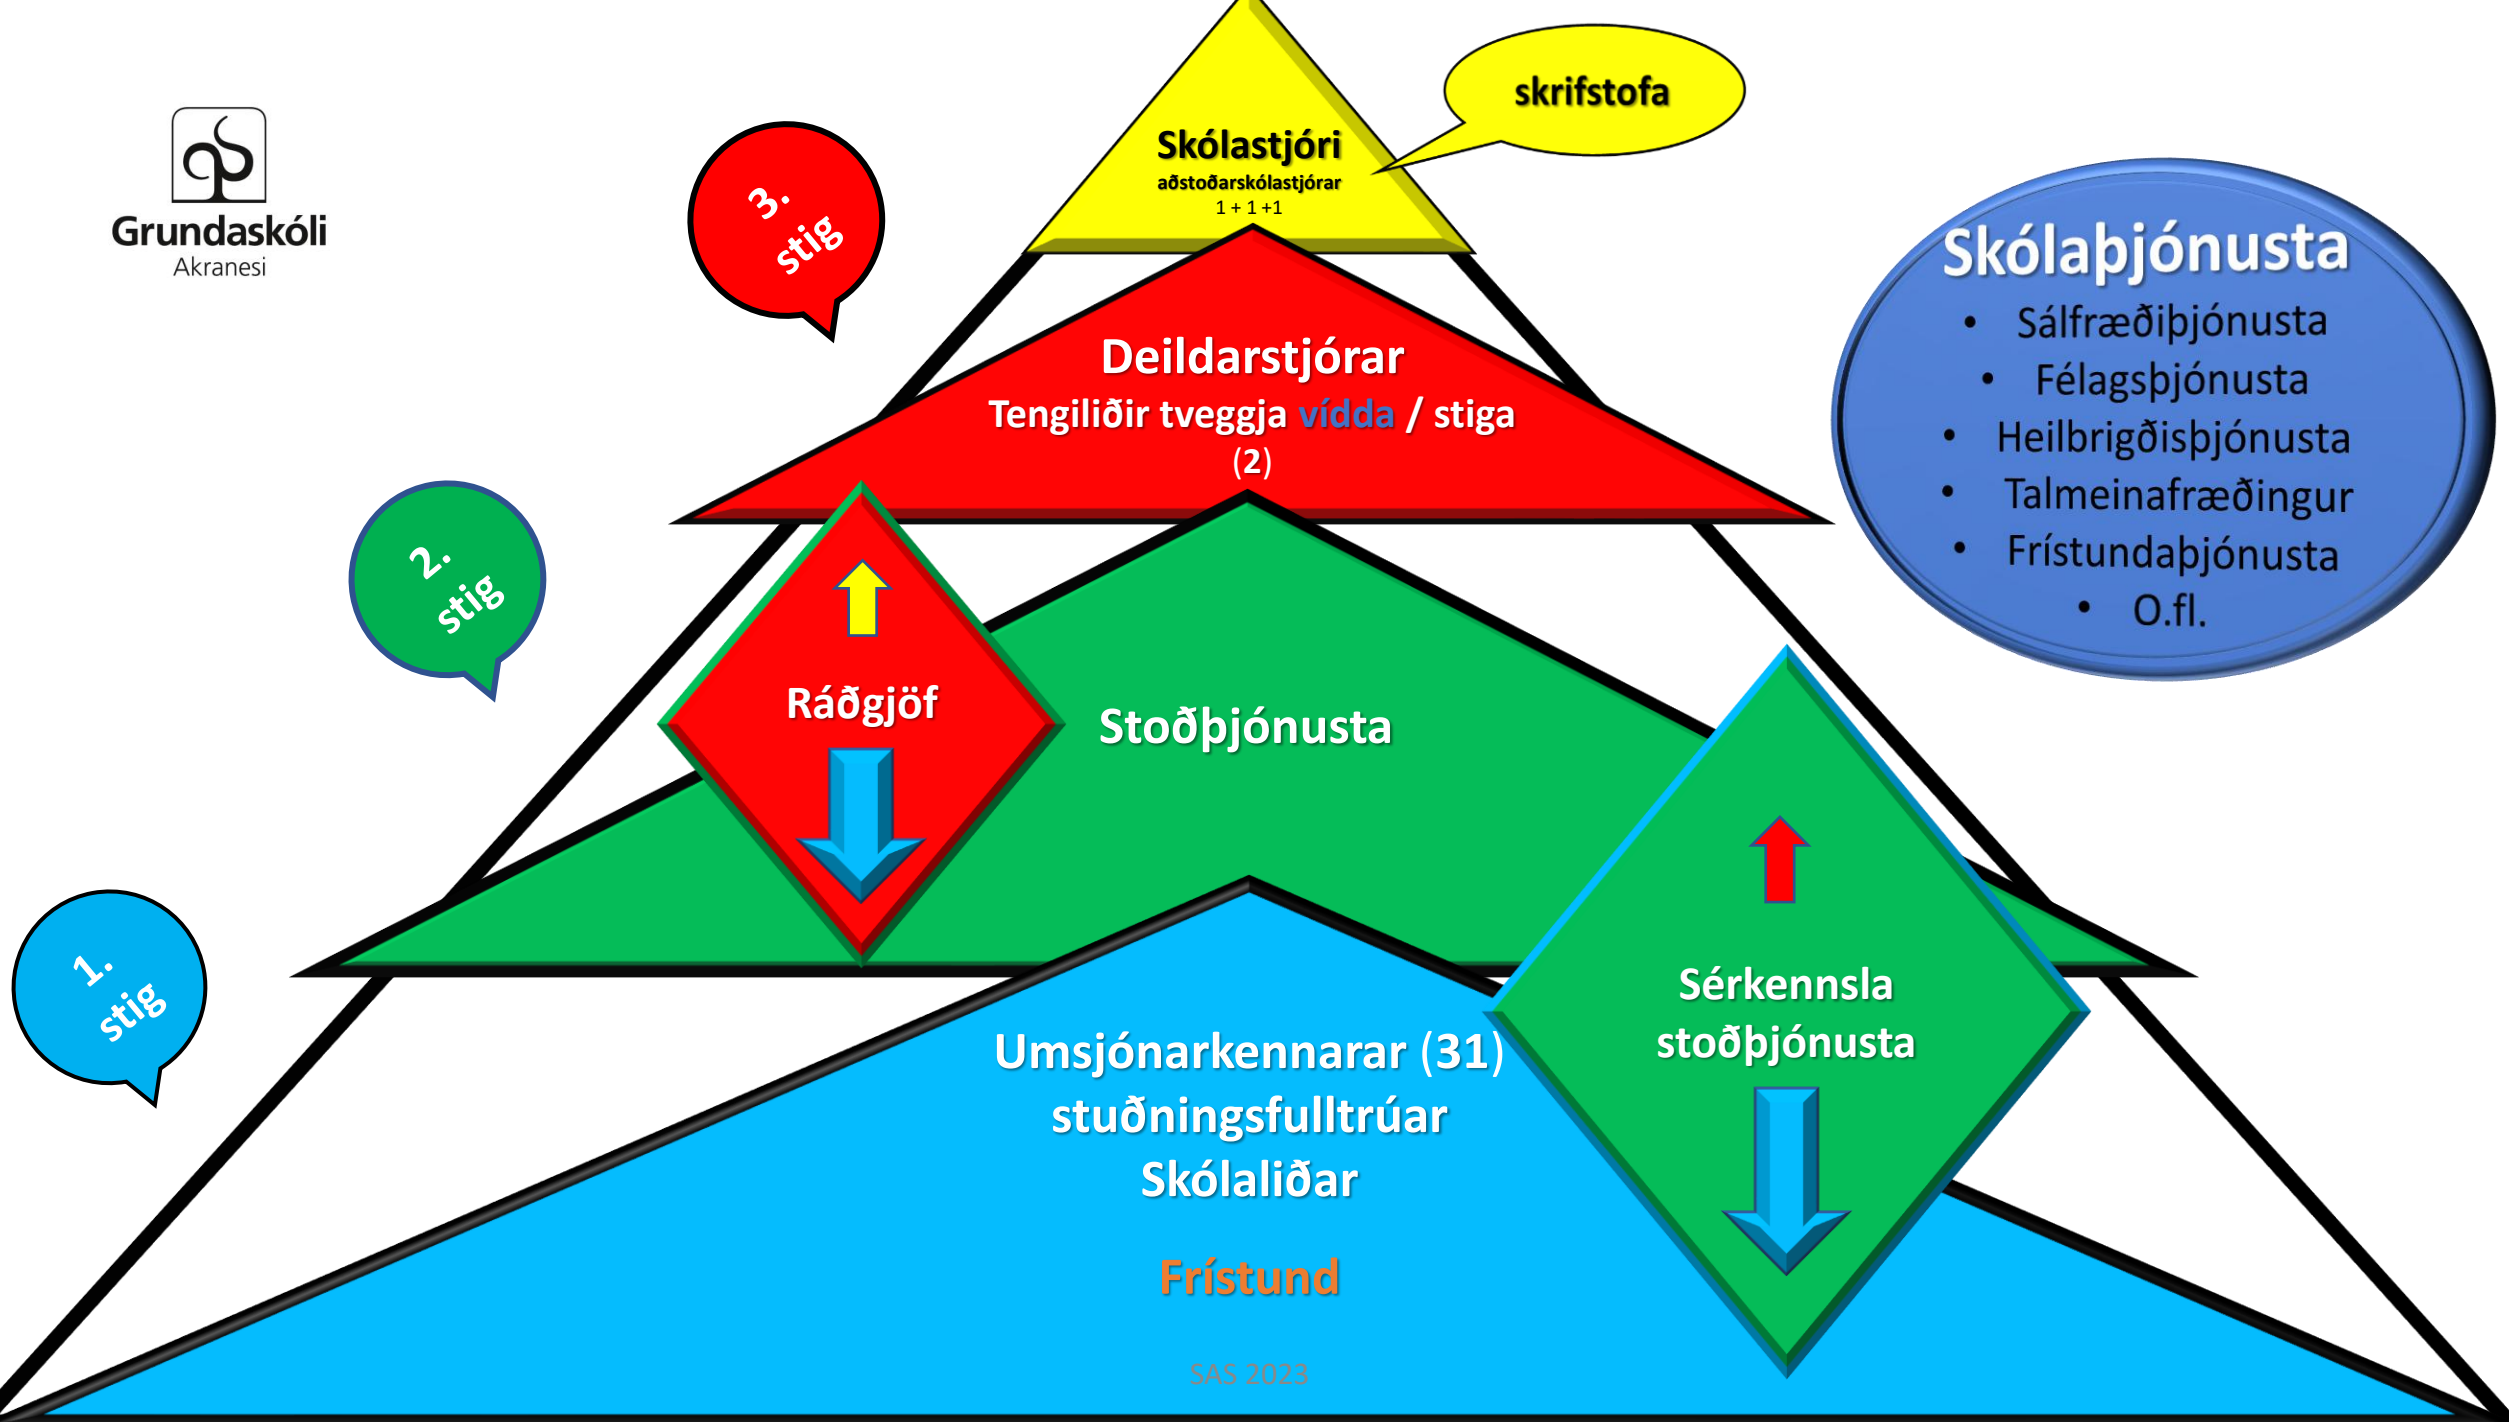 Grundaskóli
Akranesi
skrifstofa
Skólastjóri
aðstoðarskólastjórar
1 + 1 +1
3.
stig
Deildarstjórar
Tengiliðir tveggja vídda / stiga
(2)
Skólaþjónusta
• Sálfræðiþjónusta
• Félagsþjónusta
• Heilbrigðisþjónusta
• Talmeinafræðingur
• Frístundaþjónusta
• O.fl.
2.
stig
Ráðgjöf
Stoðþjónusta
1.
stig
Sérkennsla
stoðþjónusta
Umsjónarkennarar (31)
stuðningsfulltrúar
Skólaliðar
Frístund
SAS 2023